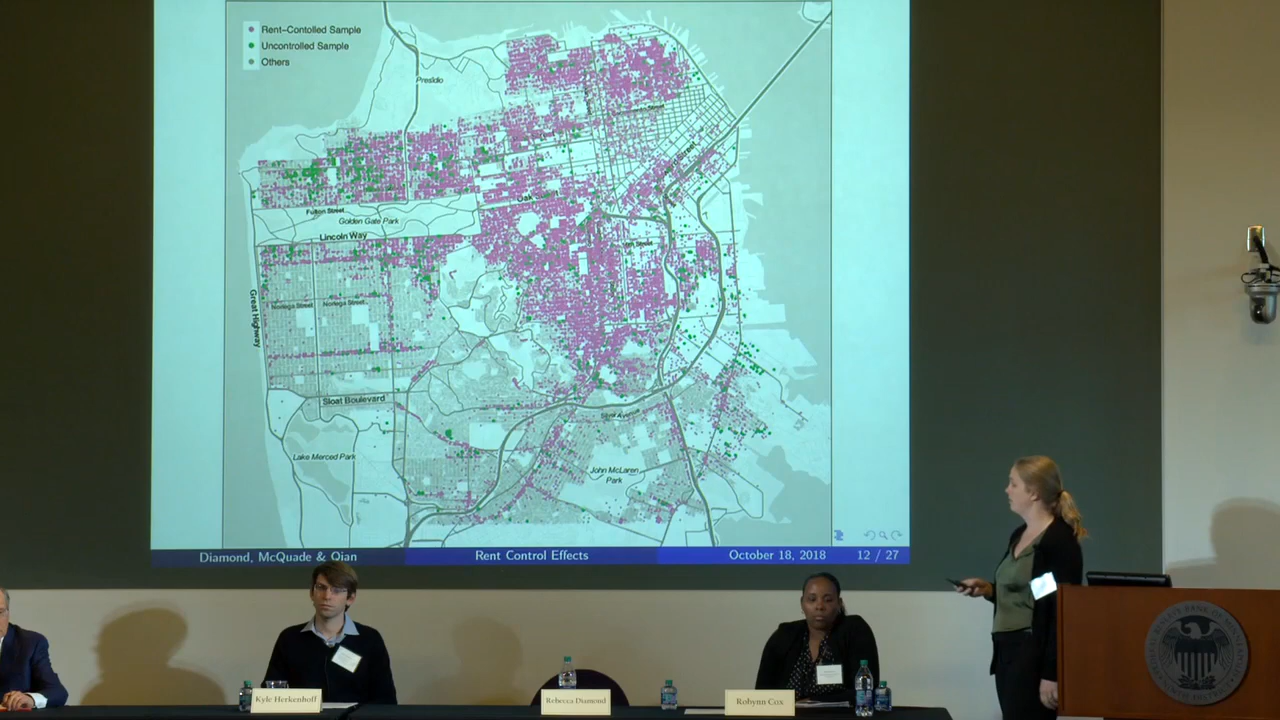 Rent-Contolled Sample
Uncontrolled Sample
Others
Presidio
Fulton Street
Golden Gate Park
Lincoln Way
Oak
Noriega Street Noriega Street
Great Highway
Sloat Boulevard
Silver Avenue
Lake Merced Park
John McLaren
Park
Diamond, McQuade & Qian Rent Control Effects October 18, 2018 12 / 27
Kyle Herkenhoff
Rebecca Diamond
Robynn Cox